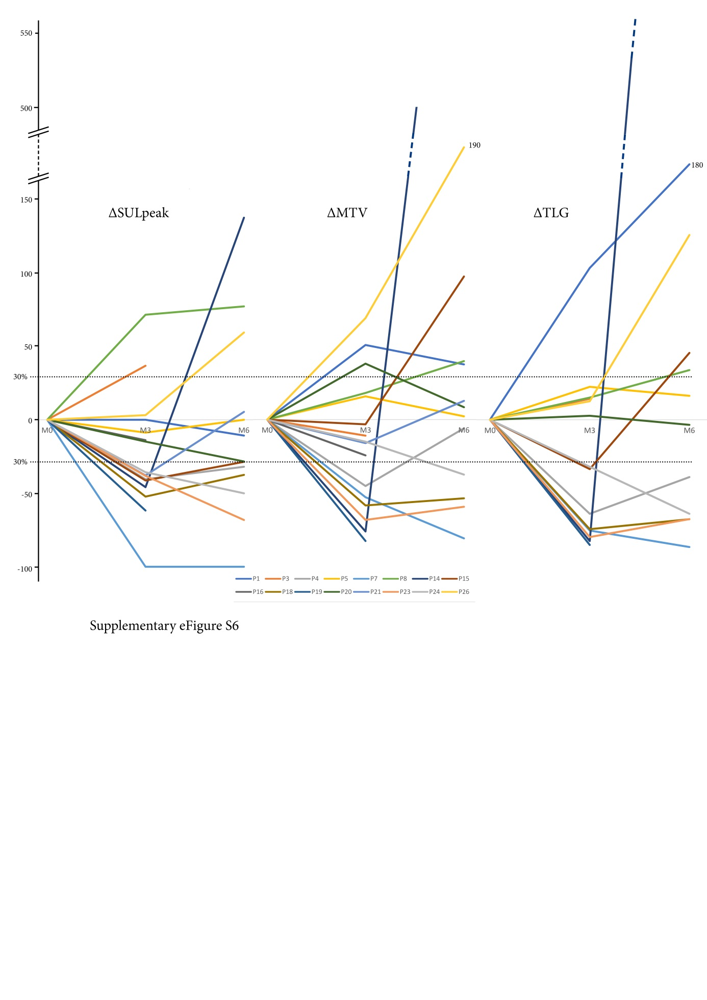 550
500
190
180
150
ΔSULpeak ΔMTV ΔTLG
100
50
30%
0
M0 M3 M6 M0 M3 M6 M0 M3 M6
30%
-50
-100
P1 P3 P4 P5 P7 P8 P14 P15
P16 P18 P19 P20 P21 P23 P24 P26
Supplementary eFigure S6